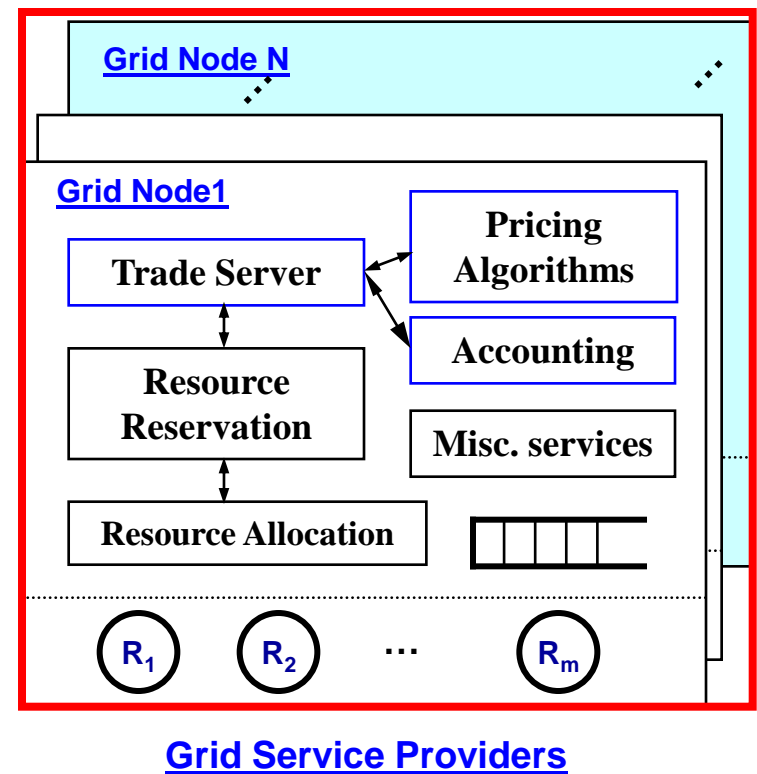 Grid Node N
Grid Node1
Pricing
Algorithms
Trade Server
Accounting
Resource
Reservation
Misc. services
Resource Allocation
R1 R2 ... Rm
Grid Service Providers